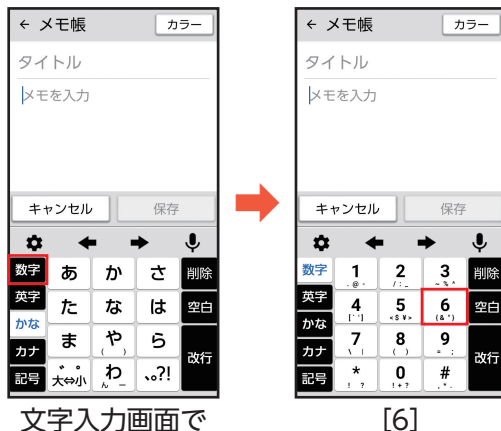 ← メモ帳 カラー
タイトル
メモを入力
キャンセル 保存
数字 あ か さ 削除
英字 た な は 空白
かな
カナ ま や ら 改行
( )
記号 大⇔小 わ 、。?!
ん ー
文字入力画面で
← メモ帳 カラー
タイトル
メモを入力
キャンセル 保存
数字 1 2 3 削除
. @ - / : _ ~ % ^
英字 4 5 6 空白
[ ' ] < $ ¥ > ( & " )
かな
カナ 7 8 9 改行
\ | ( ) = ;
記号 * 0 #
! ? ! + ? , * .
[6]